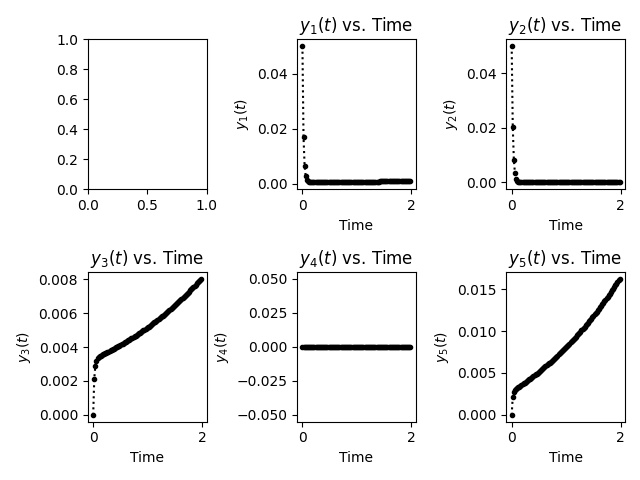 y1(t) vs. Time
y2(t) vs. Time
1.0
0.8
0.6
0.4
0.2
0.0
0.0 0.5 1.0
y1(t)
0.04
0.02
0.00
0 2
Time
y2(t)
0.04
0.02
0.00
0 2
Time
y3(t) vs. Time
y4(t) vs. Time
y5(t) vs. Time
y3(t)
0.008
0.006
0.004
0.002
0.000
0 2
Time
y4(t)
0.050
0.025
0.000
−0.025
−0.050
0 2
Time
y5(t)
0.015
0.010
0.005
0.000
0 2
Time